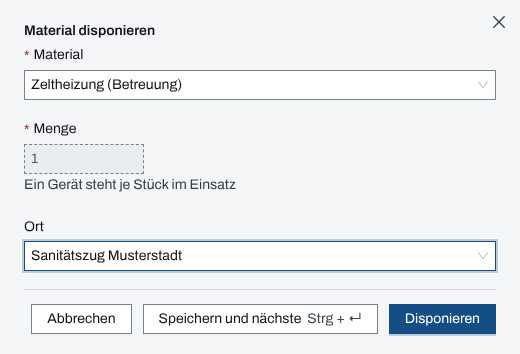 Material disponieren
* Material
Zeltheizung (Betreuung)
* Menge
1
Ein Gerät steht je Stück im Einsatz
Ort
Sanitätszug Musterstadt
Abbrechen
Speichern und nächste Strg + ↵
Disponieren